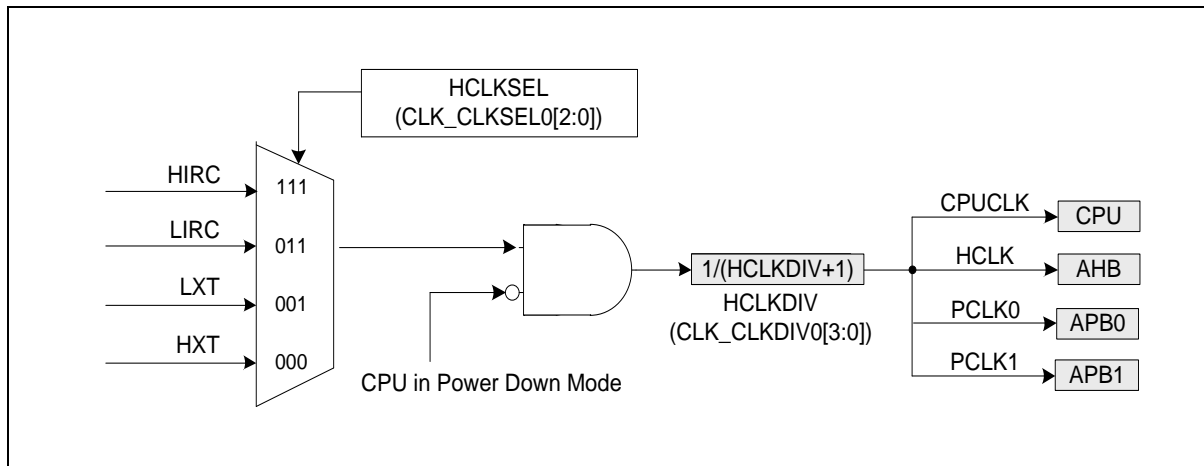 HCLKSEL
(CLK_CLKSEL0[2:0])
HIRC
111
LIRC
011
LXT
001
HXT
000
CPU in Power Down Mode
1/(HCLKDIV+1)
HCLKDIV
(CLK_CLKDIV0[3:0])
CPUCLK
CPU
HCLK
AHB
PCLK0
APB0
PCLK1
APB1